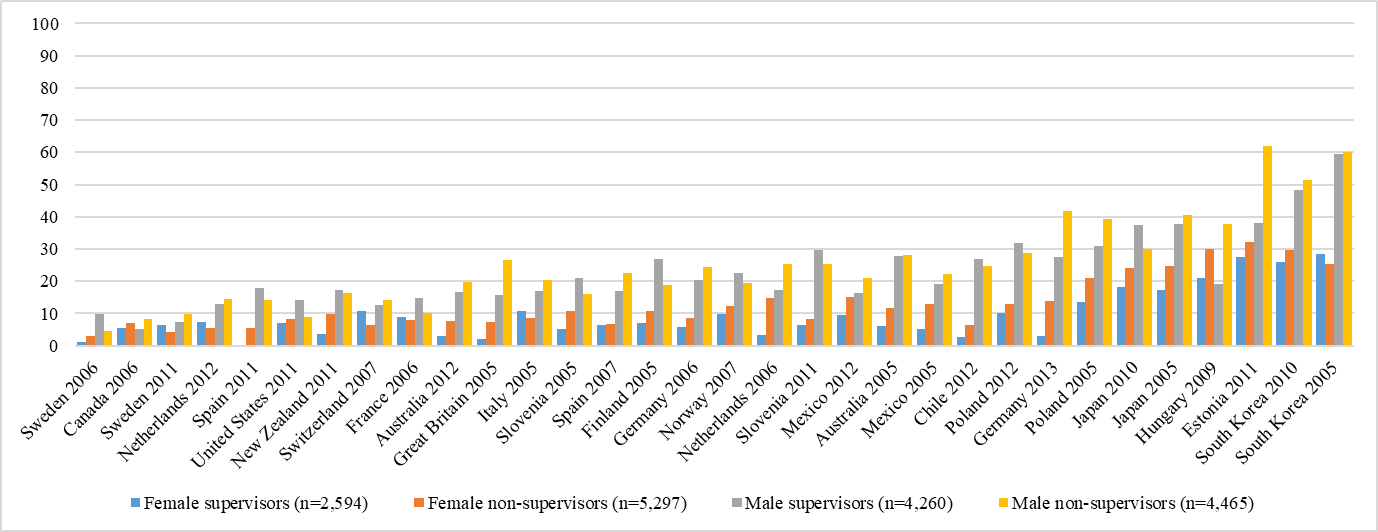 100
90
80
70
60
50
40
30
20
10
0
Sweden 2006
Canada 2006
Sweden 2011
Netherlands 2012
Spain 2011
United States 2011
New Zealand 2011
Switzerland 2007
France 2006
Australia 2012
Great Britain 2005
Italy 2005
Slovenia 2005
Spain 2007
Finland 2005
Germany 2006
Norway 2007
Netherlands 2006
Slovenia 2011
Mexico 2012
Australia 2005
Mexico 2005
Chile 2012
Poland 2012
Germany 2013
Poland 2005
Japan 2010
Japan 2005
Hungary 2009
Estonia 2011
South Korea 2010
South Korea 2005
Female supervisors (n=2,594) Female non-supervisors (n=5,297) Male supervisors (n=4,260) Male non-supervisors (n=4,465)